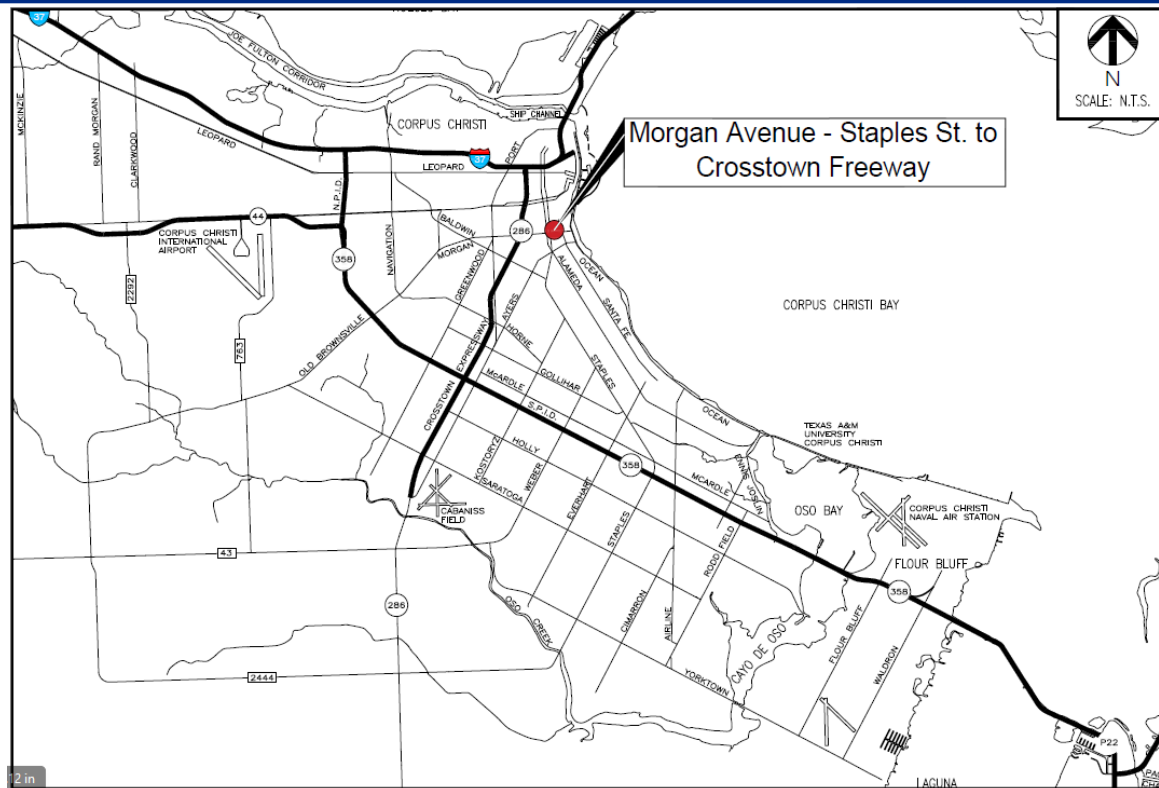 37
N
SCALE: N.T.S.
JOE FULTON CORRIDOR
MCKINZIE
RAND MORGAN
CLARKWOOD
LEOPARD
CORPUS CHRISTI
SHIP CHANNEL
PORT
37
LEOPARD
N.P.I.D.
Morgan Avenue - Staples St. to
Crosstown Freeway
44
CORPUS CHRISTI
INTERNATIONAL
AIRPORT
358
NAVIGATION
BALDWIN
MORGAN
GREENWOOD
286
ALAMEDA
OCEAN
SANTA FE
CORPUS CHRISTI BAY
2292
763
OLD BROWNSVILLE
CROSSTOWN EXPRESSWAY
AYERS
HORNE
McARDLE
GOLLIHAR
STAPLES
S.P.I.D.
OCEAN
TEXAS A&M
UNIVERSITY
CORPUS CHRISTI
KOSTORYZ
HOLLY
SARATOGA
WEBER
EVERHART
STAPLES
358
MCARDLE
ENNIS JOSLIN
OSO BAY
CORPUS CHRISTI
NAVAL AIR STATION
CABANISS
FIELD
RODD FIELD
FLOUR BLUFF
43
286
OSO
CREEK
CIMARRON
AIRLINE
CAYO DE OSO
358
FLOUR BLUFF
WALDRON
2444
YORKTOWN
P22
LAGUNA
12 in